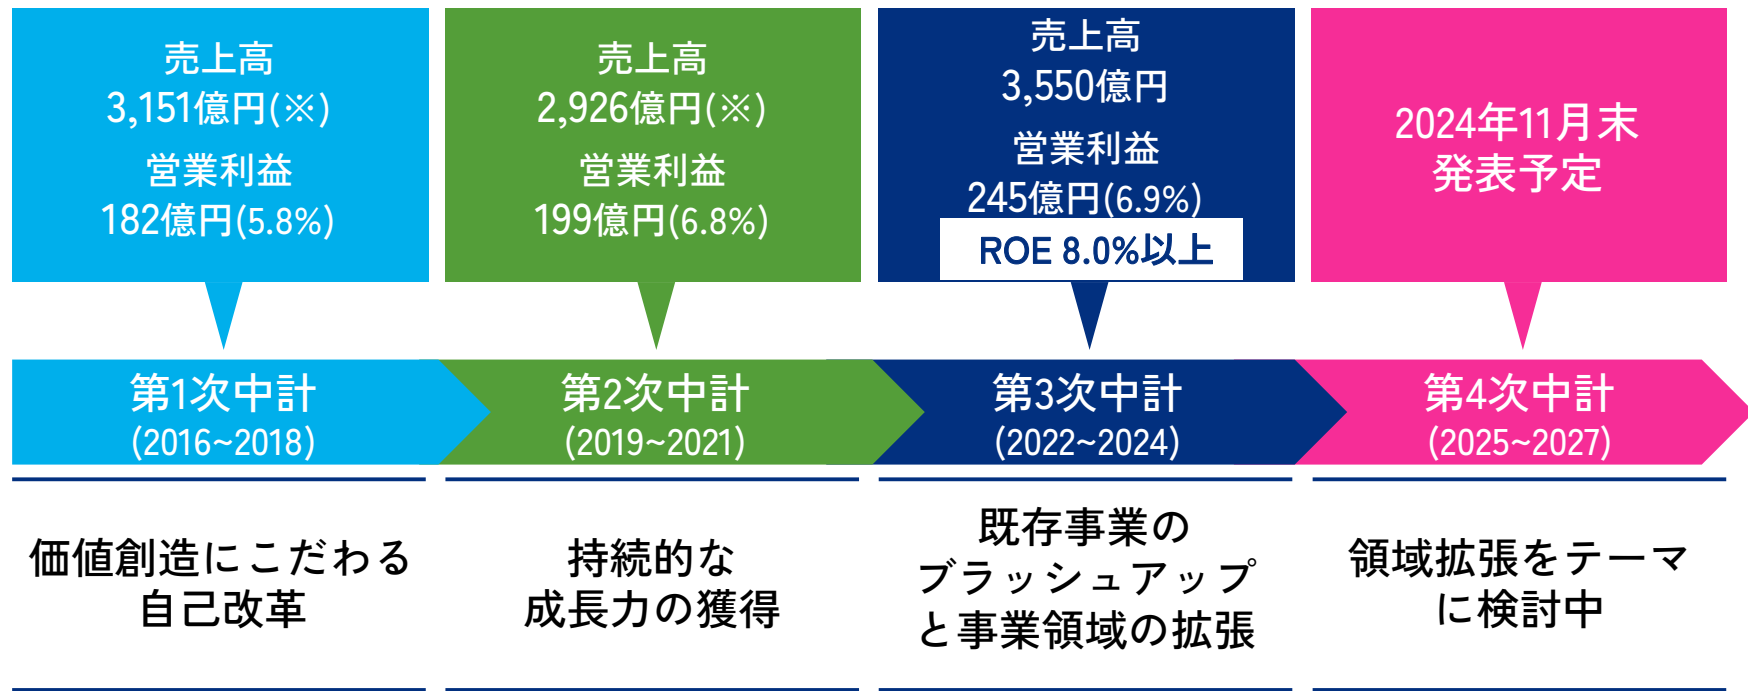 売上高
3,151億円(※)
営業利益
182億円(5.8%)
売上高
2,926億円(※)
営業利益
199億円(6.8%)
売上高
3,550億円
営業利益
245億円(6.9%)
ROE 8.0%以上
2024年11月末
発表予定
第1次中計
(2016~2018)
第2次中計
(2019~2021)
第3次中計
(2022~2024)
第4次中計
(2025~2027)
価値創造にこだわる
自己改革
持続的な
成長力の獲得
既存事業の
ブラッシュアップ
と事業領域の拡張
領域拡張をテーマ
に検討中